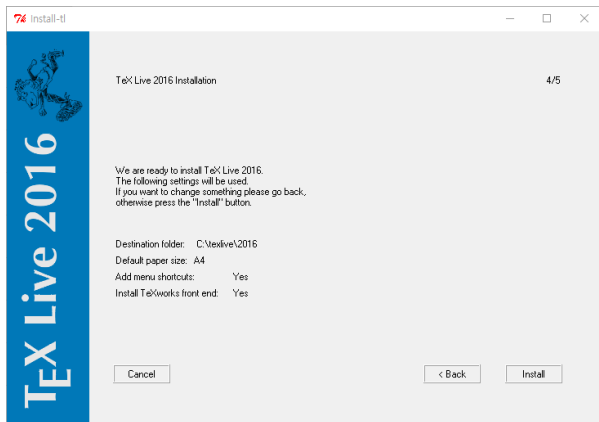 install-tl
TeX Live 2016 Installation
4/5
We are ready to install TeX Live 2016.
The following settings will be used.
If you want to change something please go back,
otherwise press the "Install" button.
Destination folder: C:\texlive\2016
Default paper size: A4
Add menu shortcuts: Yes
Install TeXworks front end: Yes
Cancel
< Back
Install
TEX Live 2016